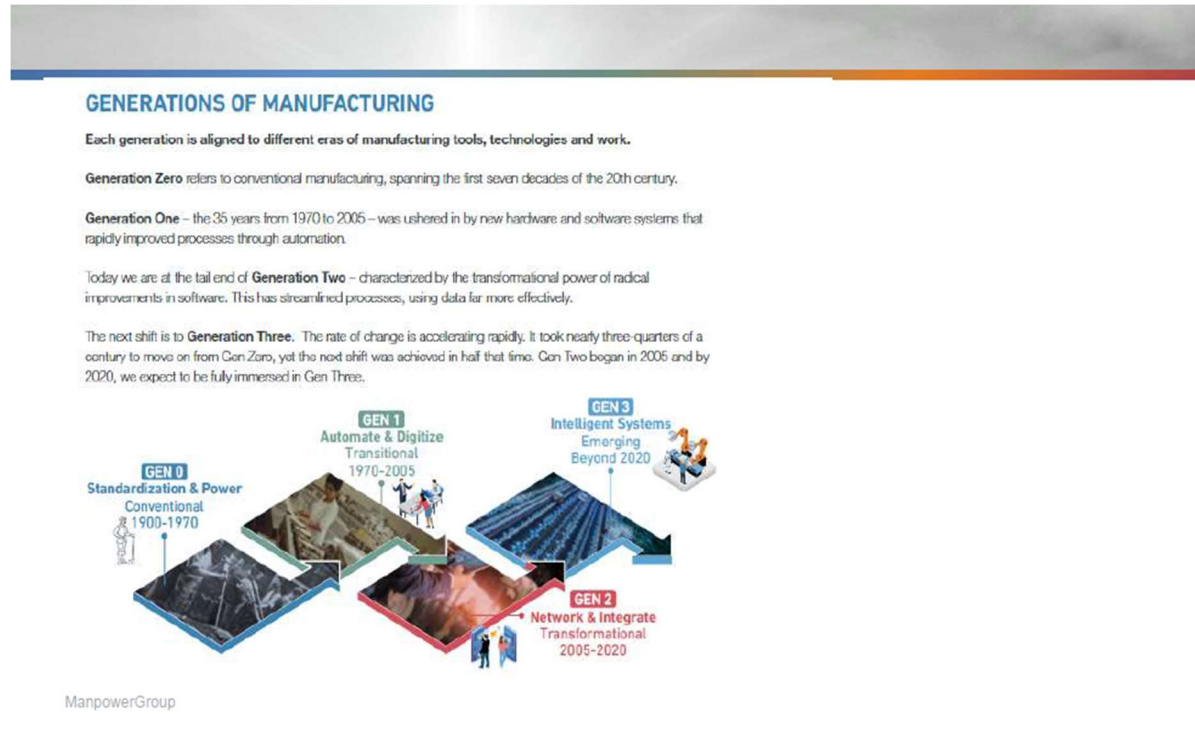 GENERATIONS OF MANUFACTURING
Each generation is aligned to different eras of manufacturing tools, technologies and work.
Generation Zero refers to conventional manufacturing, spanning the first seven decades of the 20th century.
Generation One – the 35 years from 1970 to 2005 – was ushered in by new hardware and software systems that
rapidly improved processes through automation.
Today we are at the tail end of Generation Two – characterized by the transformational power of radical
improvements in software. This has streamlined processes, using data far more effectively.
The next shift is to Generation Three. The rate of change is accelerating rapidly. It took nearly three-quarters of a
century to move on from Gen Zero, yet the next shift was achieved in half that time. Gen Two began in 2005 and by
2020, we expect to be fully immersed in Gen Three.
GEN 0
Standardization & Power
Conventional
1900-1970
GEN 1
Automate & Digitize
Transitional
1970-2005
GEN 3
Intelligent Systems
Emerging
Beyond 2020
GEN 2
Network & Integrate
Transformational
2005-2020
ManpowerGroup